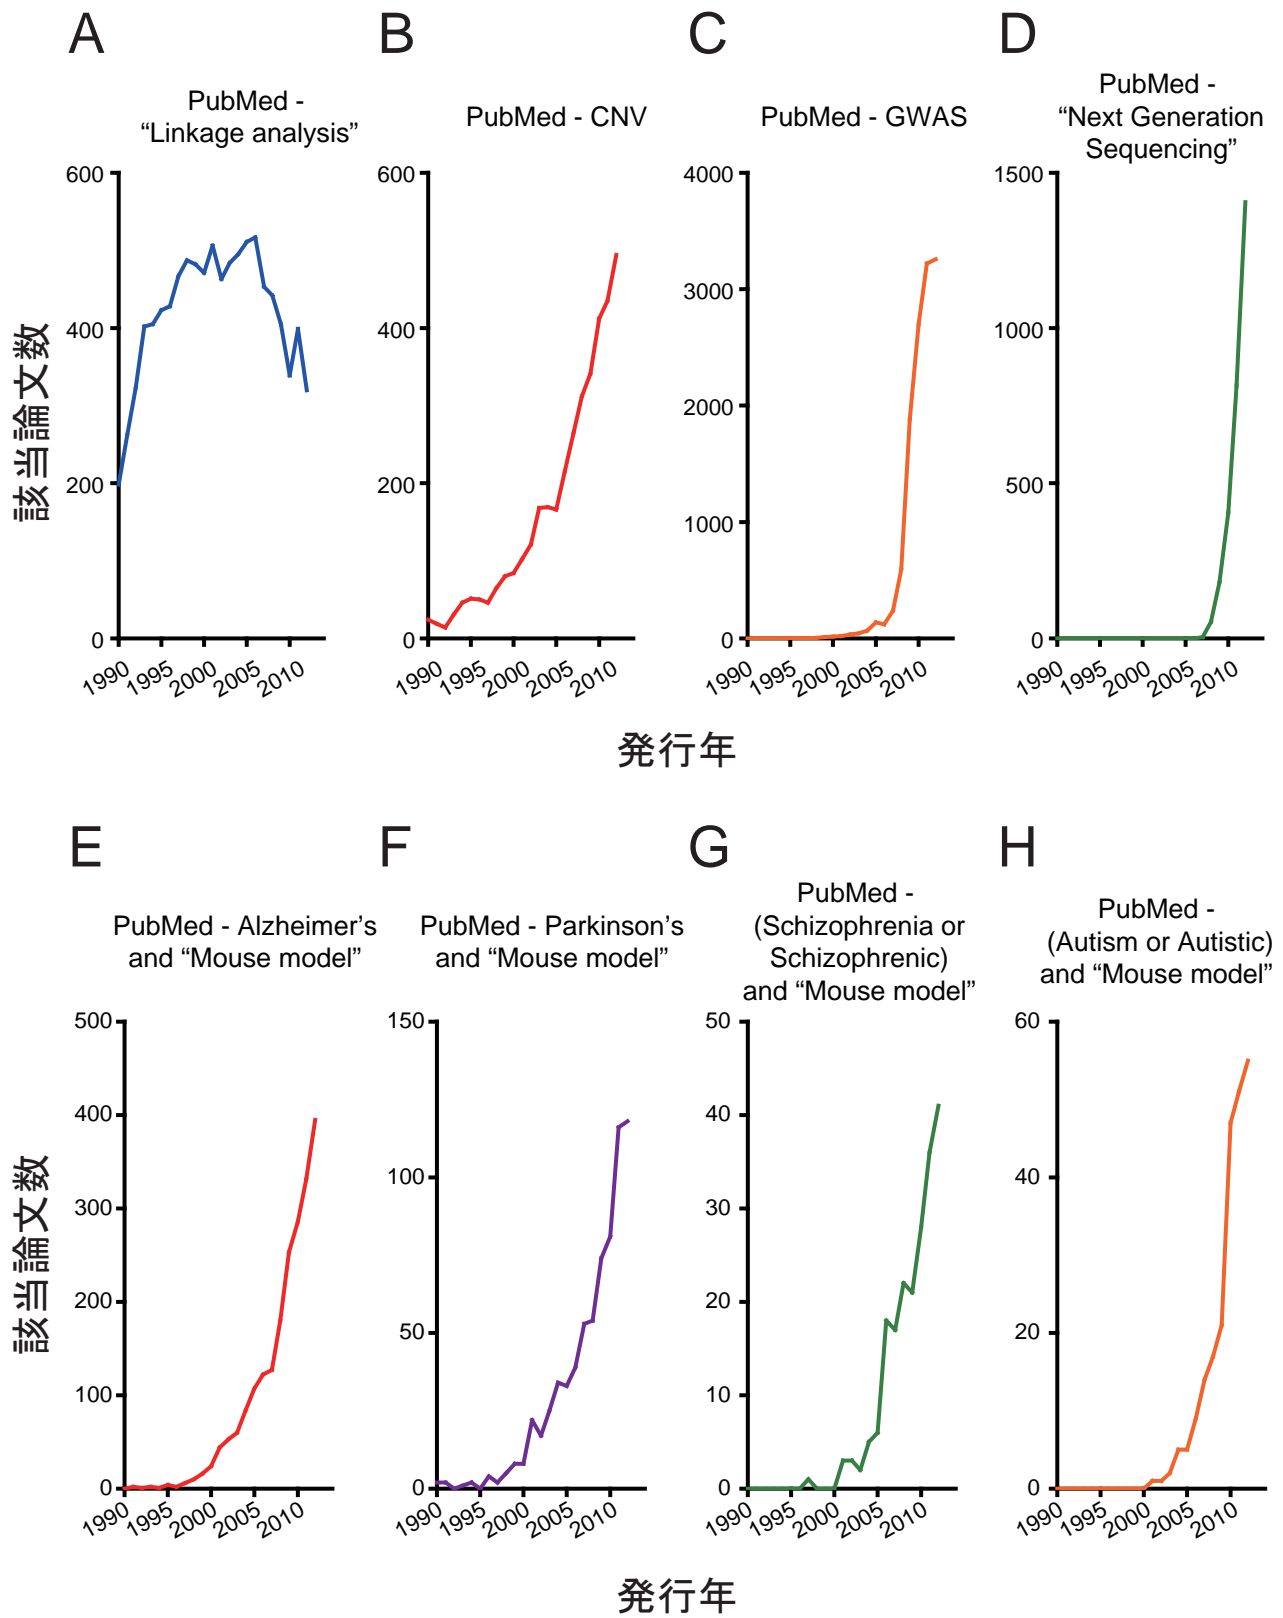 A
B
C
D
PubMed -
“Linkage analysis”
PubMed - CNV
PubMed - GWAS
PubMed -
“Next Generation
Sequencing”
600
400
200
0
1990
1995
2000
2005
2010
600
400
200
0
1990
1995
2000
2005
2010
4000
3000
2000
1000
0
1990
1995
2000
2005
2010
1500
1000
500
0
1990
1995
2000
2005
2010
該当論文数
発行年
E
F
G
H
PubMed - Alzheimer’s
and “Mouse model”
PubMed - Parkinson’s
and “Mouse model”
PubMed -
(Schizophrenia or
Schizophrenic)
and “Mouse model”
PubMed -
(Autism or Autistic)
and “Mouse model”
500
400
300
200
100
0
1990
1995
2000
2005
2010
150
100
50
0
1990
1995
2000
2005
2010
50
40
30
20
10
0
1990
1995
2000
2005
2010
60
40
20
0
1990
1995
2000
2005
2010
該当論文数
発行年